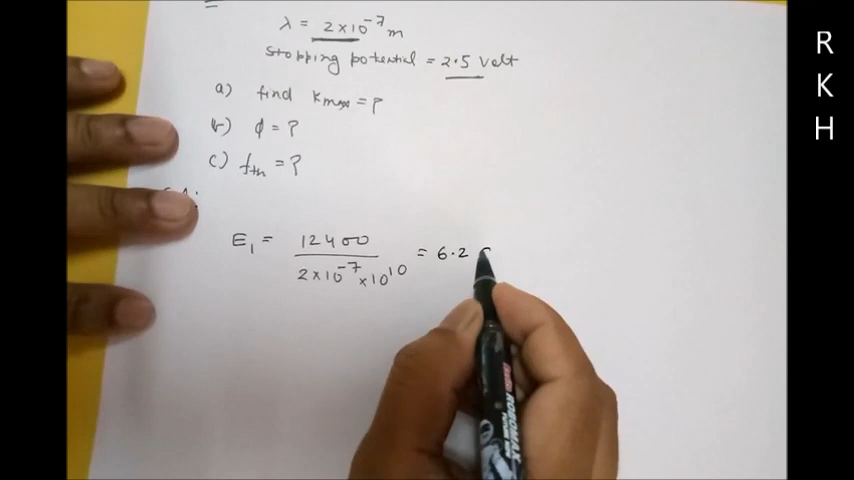 λ = 2×10⁻⁷ m
Stopping potential = 2.5 Volt
a) find Kmax = ?
b) ϕ = ?
c) fth = ?
E₁ = 12400 / 2×10⁻⁷×10¹⁰ = 6.2
R
K
H